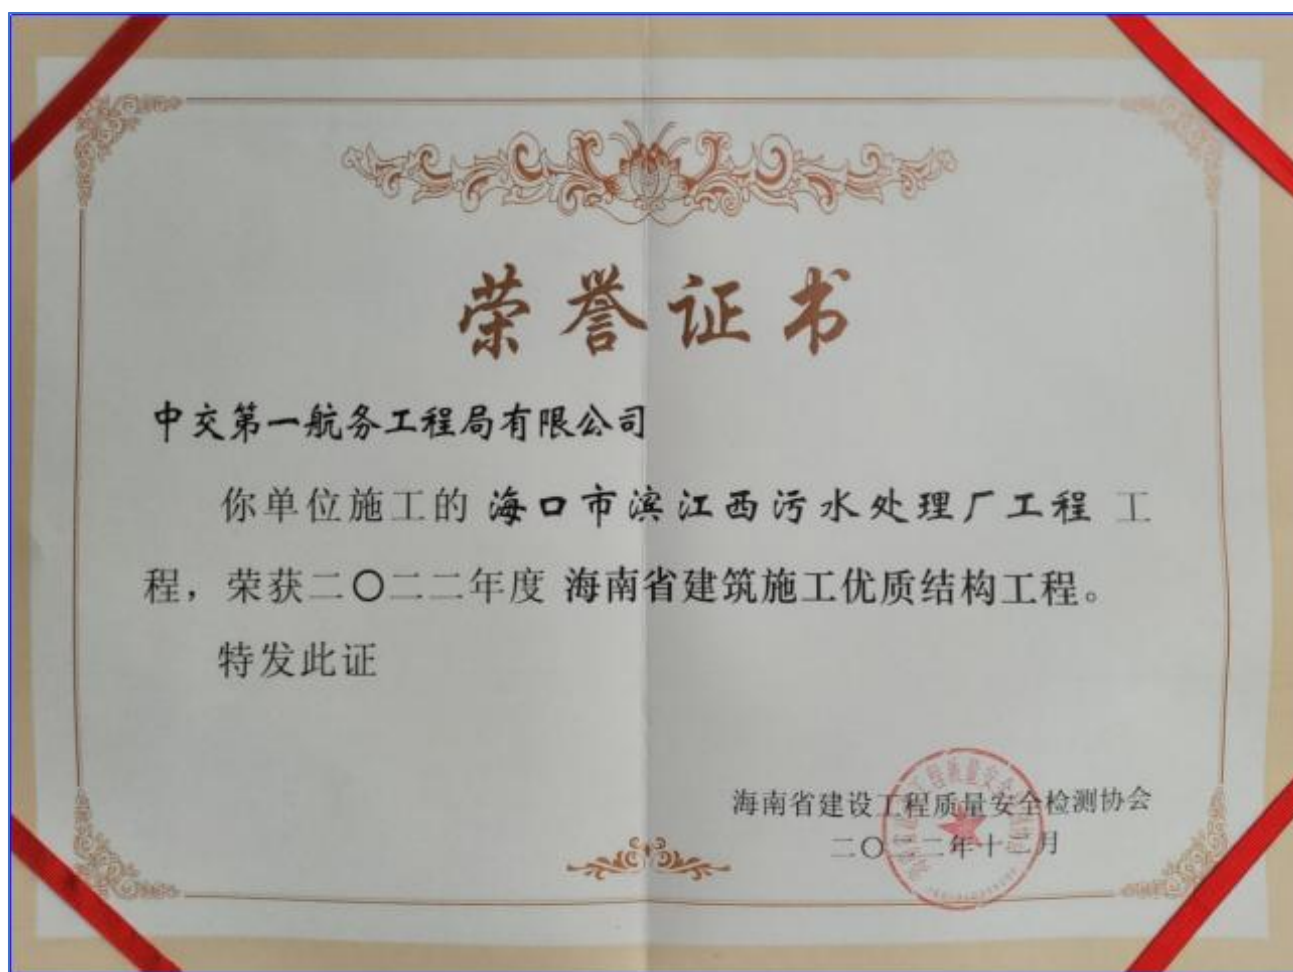 荣誉证书
中交第一航务工程局有限公司
你单位施工的 海口市滨江西污水处理厂工程 工
程，荣获二〇二二年度 海南省建筑施工优质结构工程。
特发此证
海南省建设工程质量安全检测协会
二〇二二年十二月